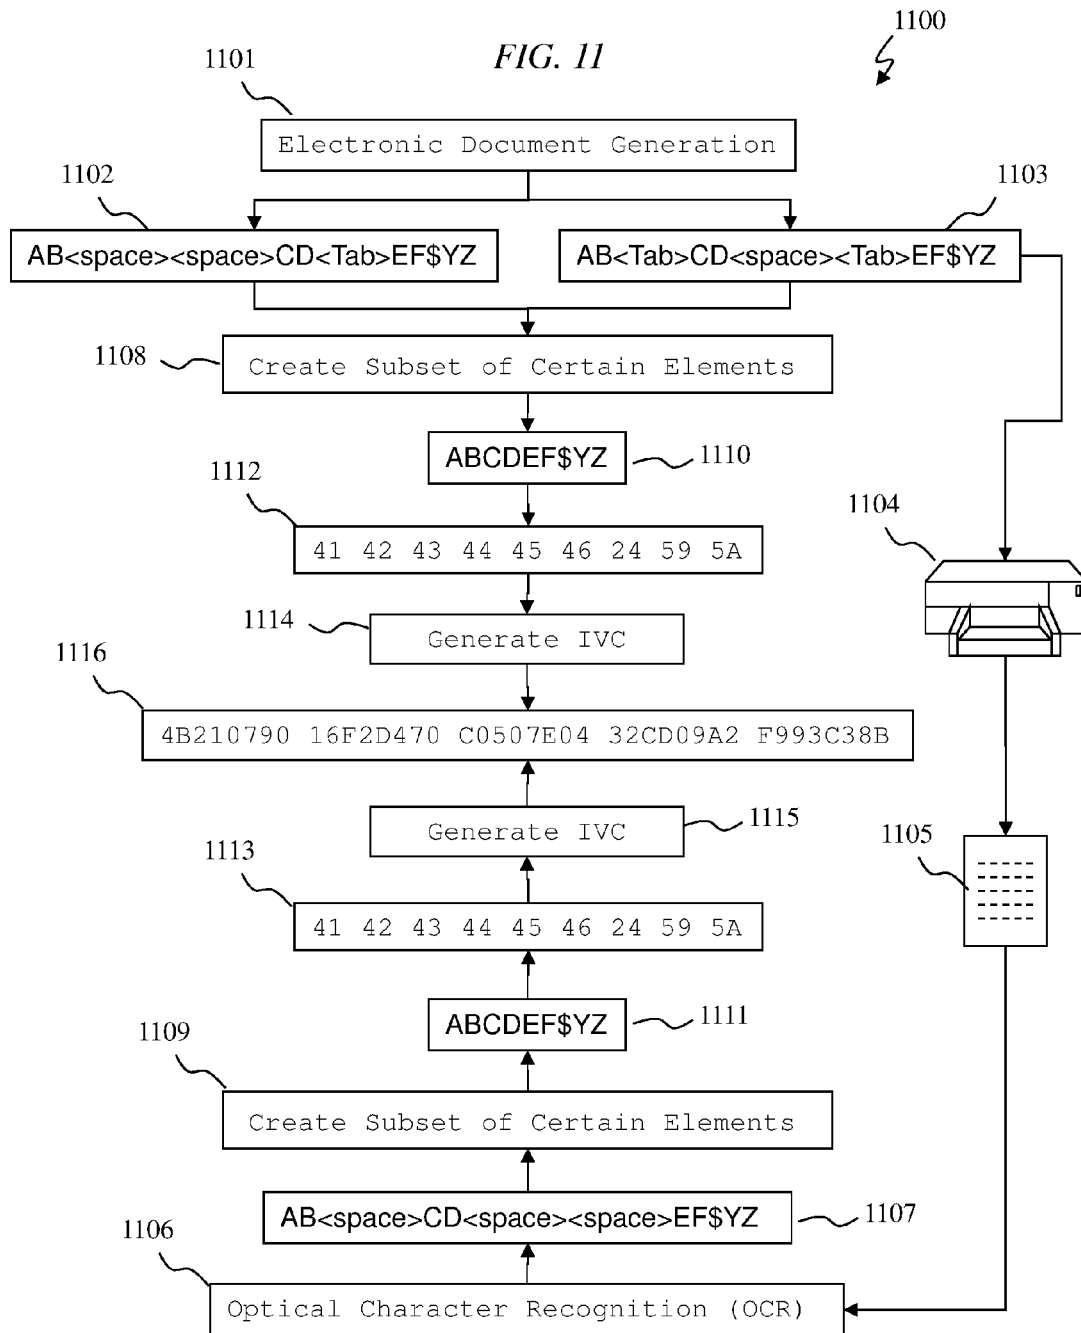 1100
FIG. 11
1101
Electronic Document Generation
1102
1103
AB<space><space>CD<Tab>EF$YZ
AB<Tab>CD<space><Tab>EF$YZ
1108
Create Subset of Certain Elements
ABCDEF$YZ
1110
1112
1104
41 42 43 44 45 46 24 59 5A
1114
Generate IVC
1116
4B210790 16F2D470 C0507E04 32CD09A2 F993C38B
Generate IVC
1115
1113
1105
41 42 43 44 45 46 24 59 5A
ABCDEF$YZ
1111
1109
Create Subset of Certain Elements
AB<space>CD<space><space>EF$YZ
1107
1106
Optical Character Recognition (OCR)